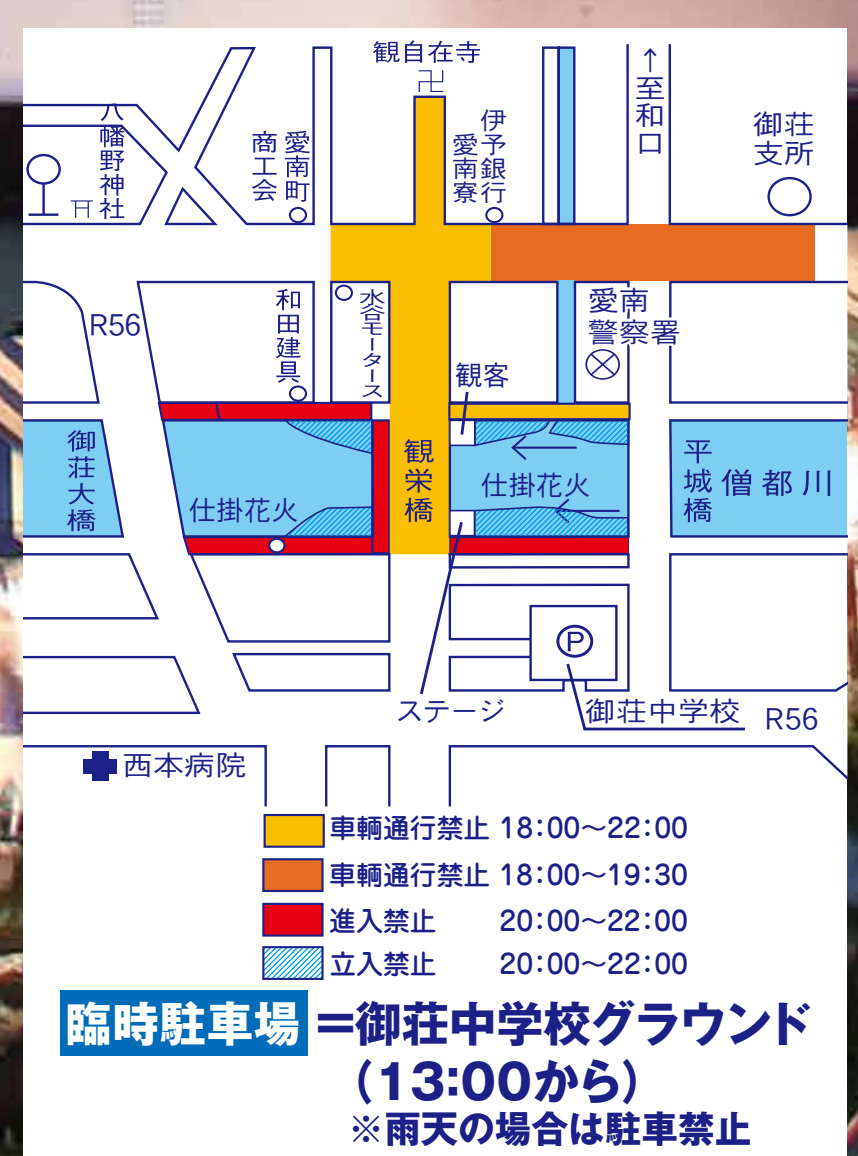 観自在寺
卍
↑至和口
御荘
支所
伊予銀行
愛南寮
愛南町
商工会
八幡野神社
R56
和田建具
水谷モータース
愛南
警察署
観客
御荘大橋
仕掛花火
観栄橋
仕掛花火
平城橋
僧都川
P
ステージ
御荘中学校
R56
西本病院
車輌通行禁止 18:00〜22:00
車輌通行禁止 18:00〜19:30
進入禁止 20:00〜22:00
立入禁止 20:00〜22:00
臨時駐車場＝御荘中学校グラウンド
(13:00から)
※雨天の場合は駐車禁止